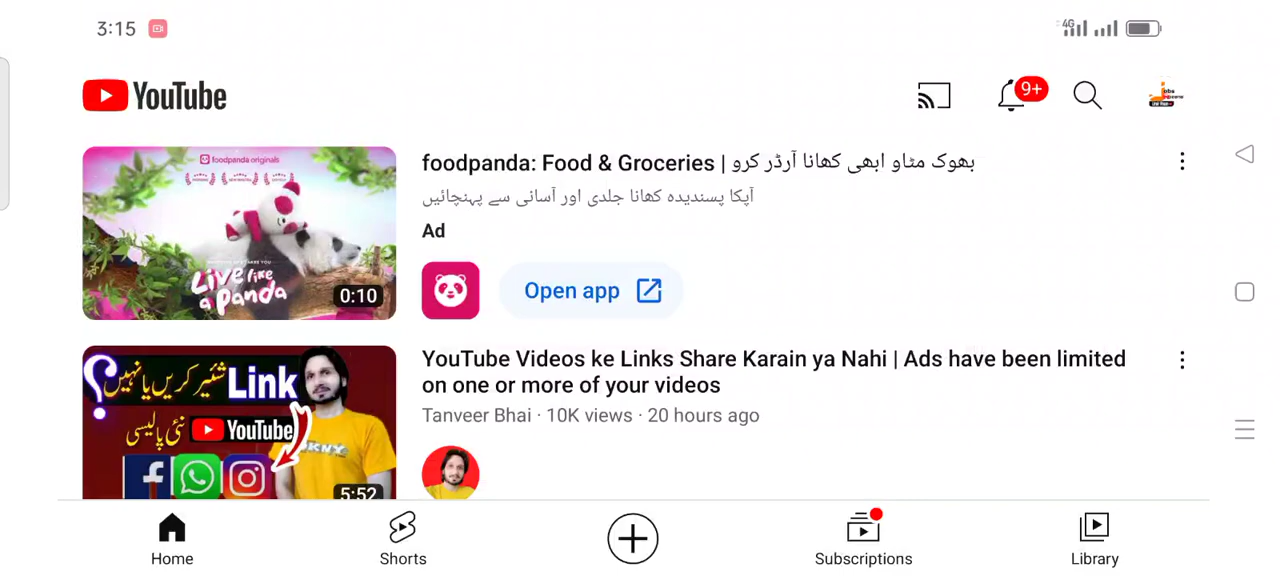 3:15
4G
YouTube
9+
foodpanda originals
Live like
a Panda
0:10
foodpanda: Food & Groceries | بھوک مٹاو ابھی کھانا آرڈر کرو
آپکا پسندیدہ کھانا جلدی اور آسانی سے پہنچائیں
Ad
Open app
Link شئیر کریں یا نہیں؟
YouTube نئی پالیسی
DKNY
5:52
YouTube Videos ke Links Share Karain ya Nahi | Ads have been limited
on one or more of your videos
Tanveer Bhai · 10K views · 20 hours ago
Home
Shorts
Subscriptions
Library